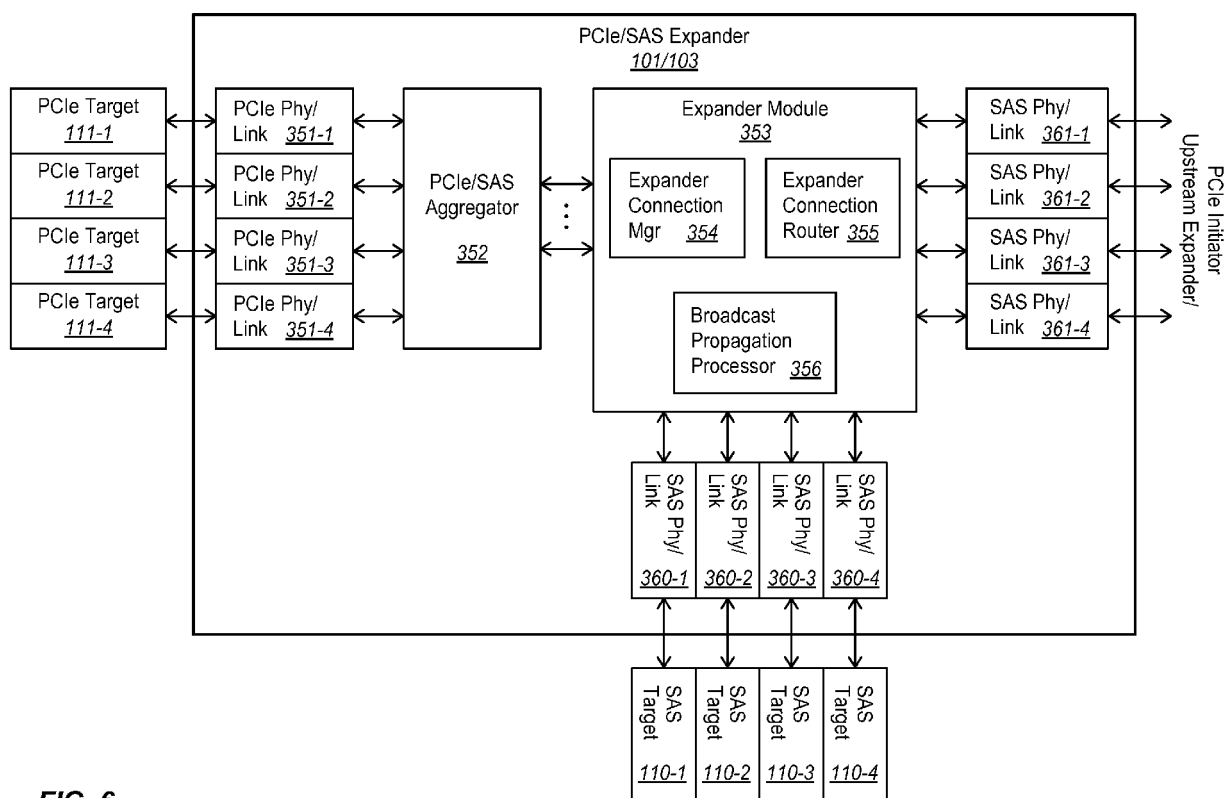 PCIe/SAS Expander
101/103
PCIe Target
111-1
PCIe Target
111-2
PCIe Target
111-3
PCIe Target
111-4
PCIe Phy/
Link 351-1
PCIe Phy/
Link 351-2
PCIe Phy/
Link 351-3
PCIe Phy/
Link 351-4
PCIe/SAS
Aggregator
352
Expander Module
353
Expander
Connection
Mgr 354
Expander
Connection
Router 355
Broadcast
Propagation
Processor 356
SAS Phy/
Link 361-1
SAS Phy/
Link 361-2
SAS Phy/
Link 361-3
SAS Phy/
Link 361-4
PCIe Initiator
Upstream Expander/
SAS Phy/
Link
360-1
SAS Phy/
Link
360-2
SAS Phy/
Link
360-3
SAS Phy/
Link
360-4
SAS
Target
110-1
SAS
Target
110-2
SAS
Target
110-3
SAS
Target
110-4
FIG. 6